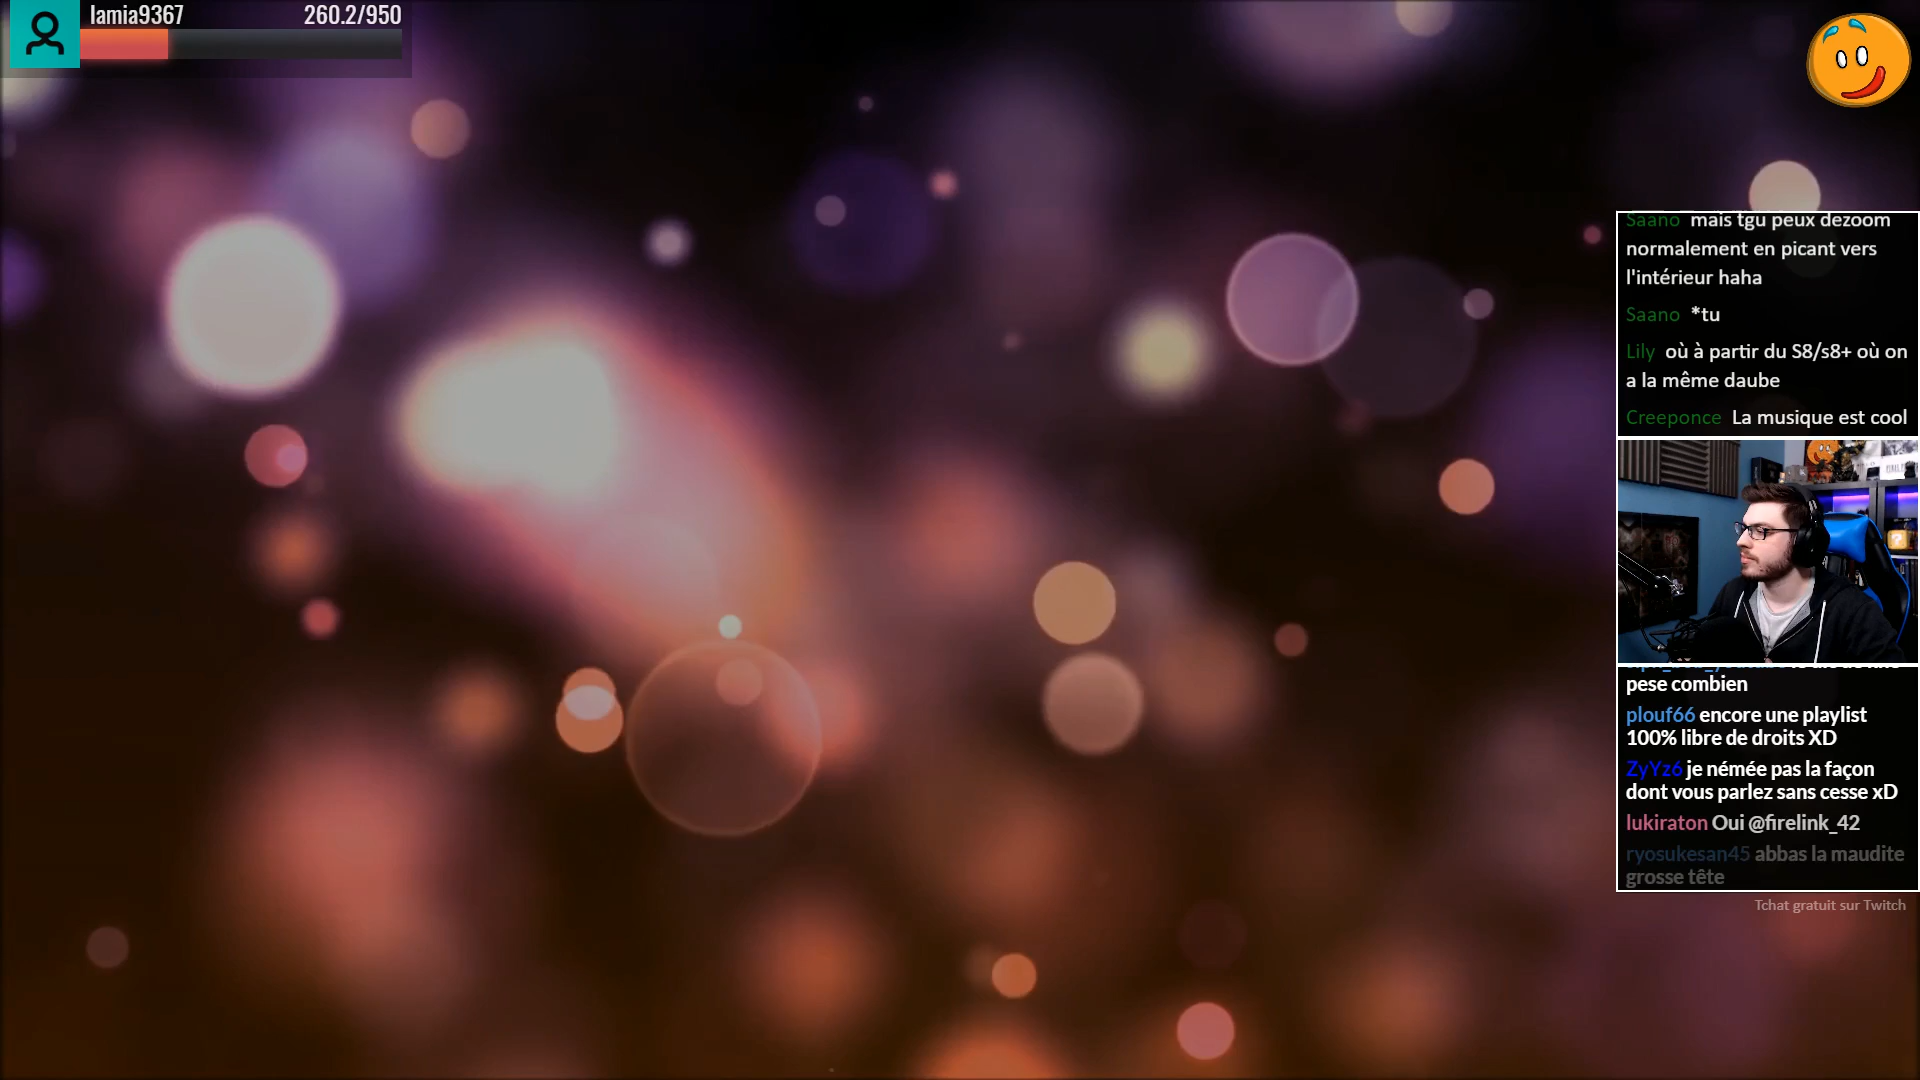 lamia9367 260.2/950
Saano mais tgu peux dezoom
normalement en picant vers
l'intérieur haha
Saano *tu
Lily où à partir du S8/s8+ où on
a la même daube
Creeponce La musique est cool
pese combien
plouf66 encore une playlist
100% libre de droits XD
ZyYz6 je némée pas la façon
dont vous parlez sans cesse xD
lukiraton Oui @firelink_42
ryosukesan45 abbas la maudite
grosse tête
Tchat gratuit sur Twitch